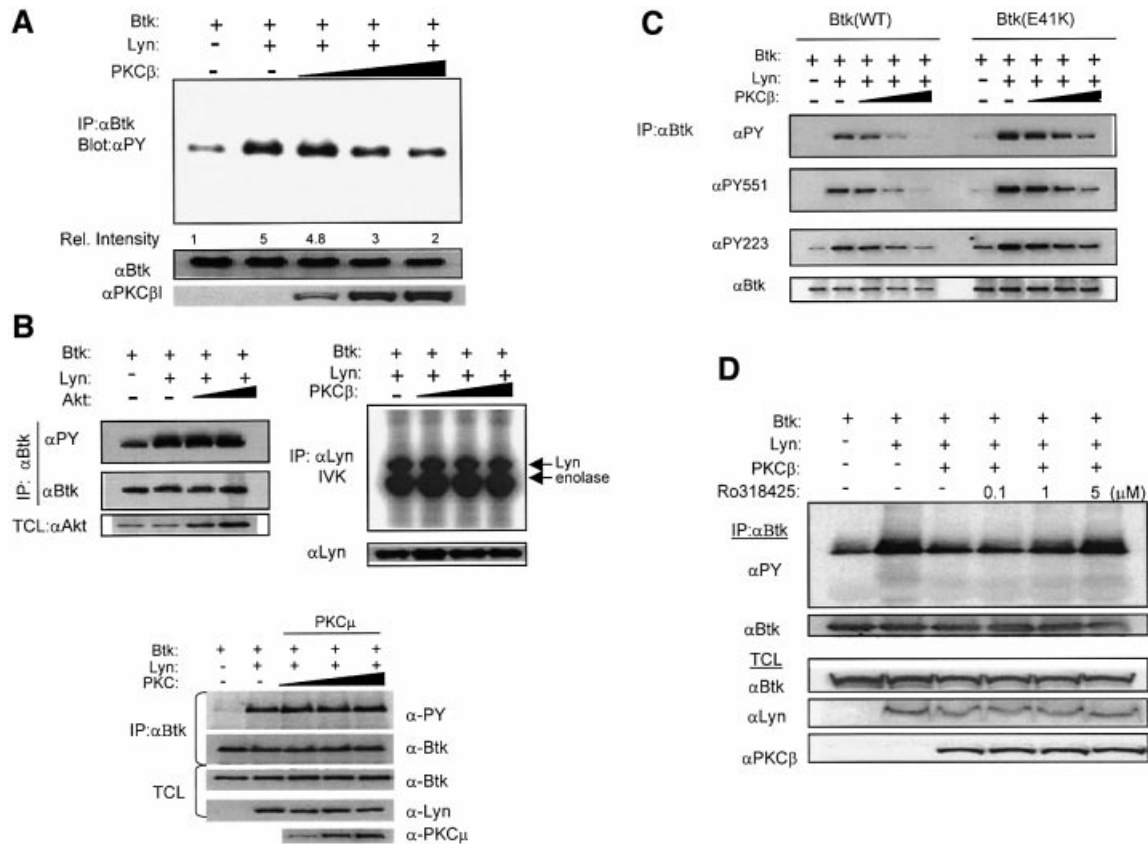 A
Btk: + + + + +
Lyn: - + + + +
PKCβ: - -
IP:αBtk
Blot:αPY
Rel. Intensity 1 5 4.8 3 2
αBtk
αPKCβI
B
Btk: + + + +
Lyn: - + + +
Akt:
IP: αBtk
αPY
αBtk
TCL:αAkt
Btk: + + + +
Lyn: + + + +
PKCβ: -
IP: αLyn
IVK
Lyn
enolase
αLyn
PKCμ
Btk: + + + + +
Lyn: - + + + +
PKC: - -
IP:αBtk
α-PY
α-Btk
TCL
α-Btk
α-Lyn
α-PKCμ
C
Btk(WT) Btk(E41K)
Btk: + + + + + + + + + +
Lyn: - + + + + - + + + +
PKCβ: - - - -
IP:αBtk
αPY
αPY551
αPY223
αBtk
D
Btk: + + + + + +
Lyn: - + + + + +
PKCβ: - - + + + +
Ro318425: - - - 0.1 1 5 (μM)
IP:αBtk
αPY
αBtk
TCL
αBtk
αLyn
αPKCβ